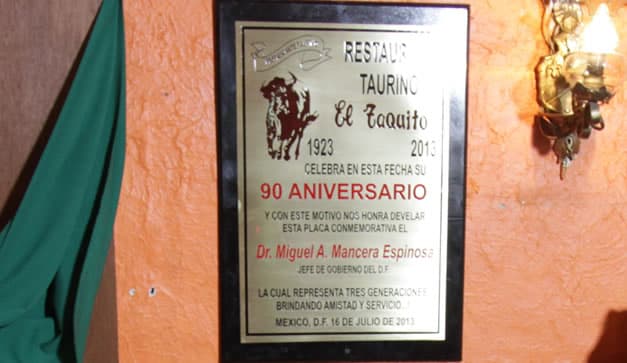 RESTAUR
TAURINO
El Taquito
1923 2013
CELEBRA EN ESTA FECHA SU
90 ANIVERSARIO
Y CON ESTE MOTIVO NOS HONRA DEVELAR
ESTA PLACA CONMEMORATIVA EL
Dr. Miguel A. Mancera Espinosa
JEFE DE GOBIERNO DEL D.F.
LA CUAL REPRESENTA TRES GENERACIONES
BRINDANDO AMISTAD Y SERVICIO...!
MEXICO, D.F. 16 DE JULIO DE 2013